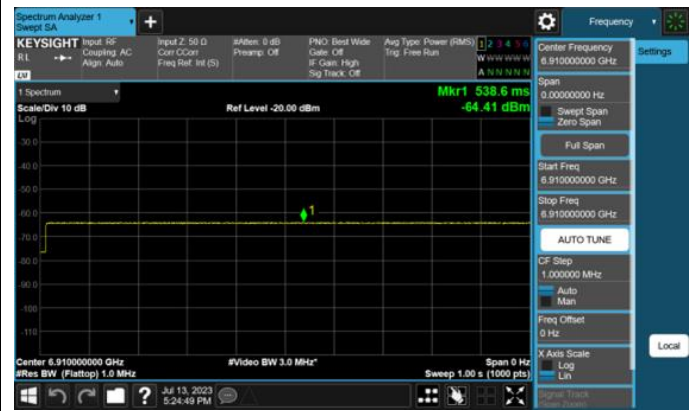 Spectrum Analyzer 1
Swept SA
+
Frequency
KEYSIGHT
RL
LXI
Input: RF
Coupling: AC
Align: Auto
Input Z: 50 Ω
Corr CCorr
Freq Ref: Int (S)
#Atten: 0 dB
Preamp: Off
PNO: Best Wide
Gate: Off
IF Gain: High
Sig Track: Off
Avg Type: Power (RMS)
Trig: Free Run
1 2 3 4 5 6
W W W W W W
A N N N N N
1 Spectrum
Scale/Div 10 dB
Log
Ref Level -20.00 dBm
Mkr1 538.6 ms
-64.41 dBm
-30.0
-40.0
-50.0
-60.0
1
-70.0
-80.0
-90.0
-100
-110
Center 6.910000000 GHz
#Res BW (Flattop) 1.0 MHz
#Video BW 3.0 MHz*
Span 0 Hz
Sweep 1.00 s (1000 pts)
?
Jul 13, 2023
5:24:49 PM
Center Frequency
6.910000000 GHz
Span
0.00000000 Hz
Swept Span
Zero Span
Full Span
Start Freq
6.910000000 GHz
Stop Freq
6.910000000 GHz
AUTO TUNE
CF Step
1.000000 MHz
Auto
Man
Freq Offset
0 Hz
X Axis Scale
Log
Lin
Signal Track
Settings
Local